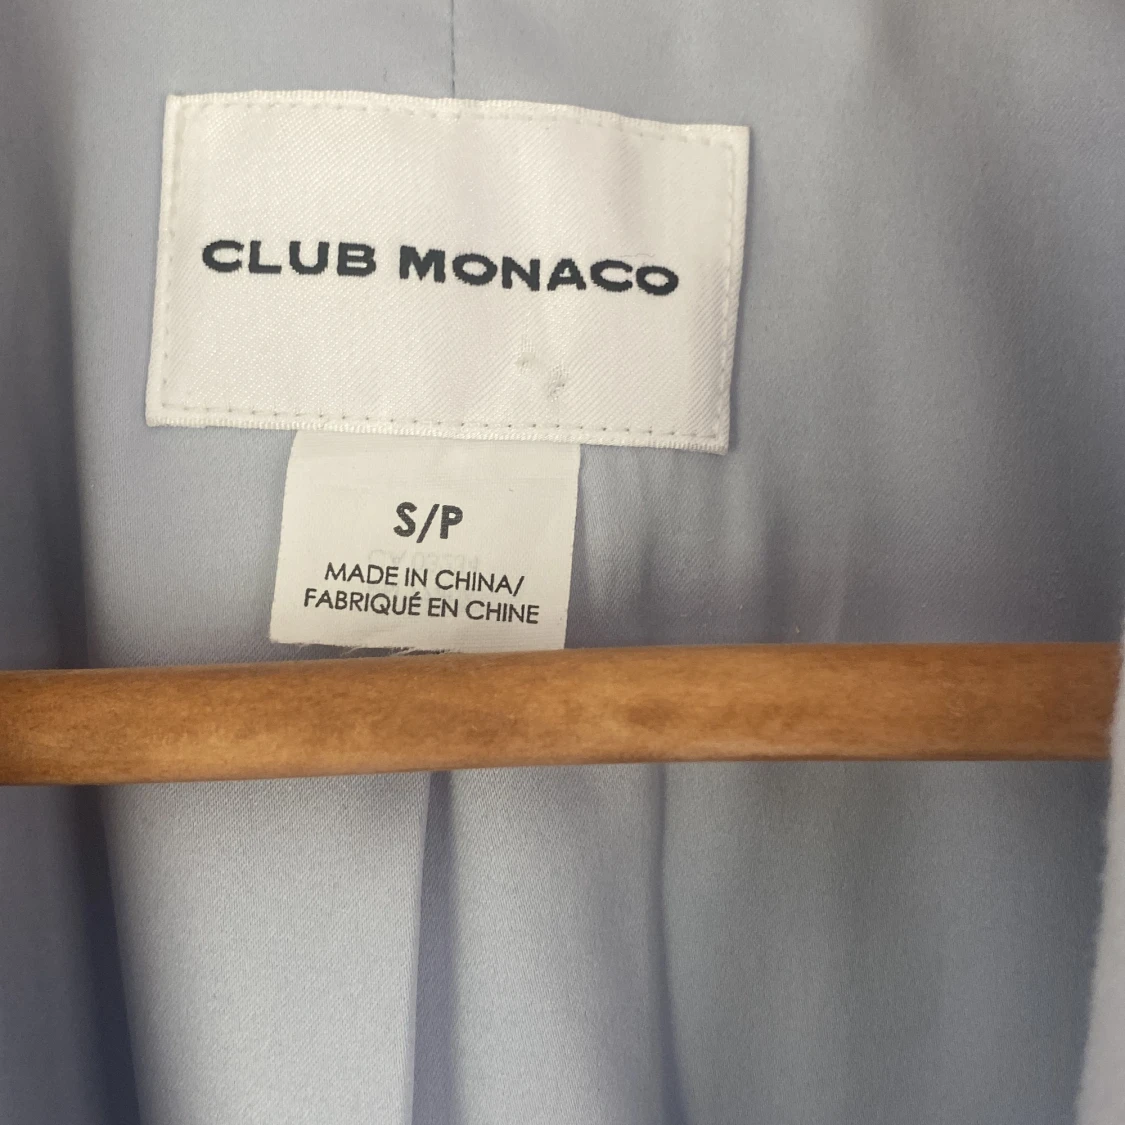 CLUB MONACO
S/P
MADE IN CHINA/
FABRIQUÉ EN CHINE